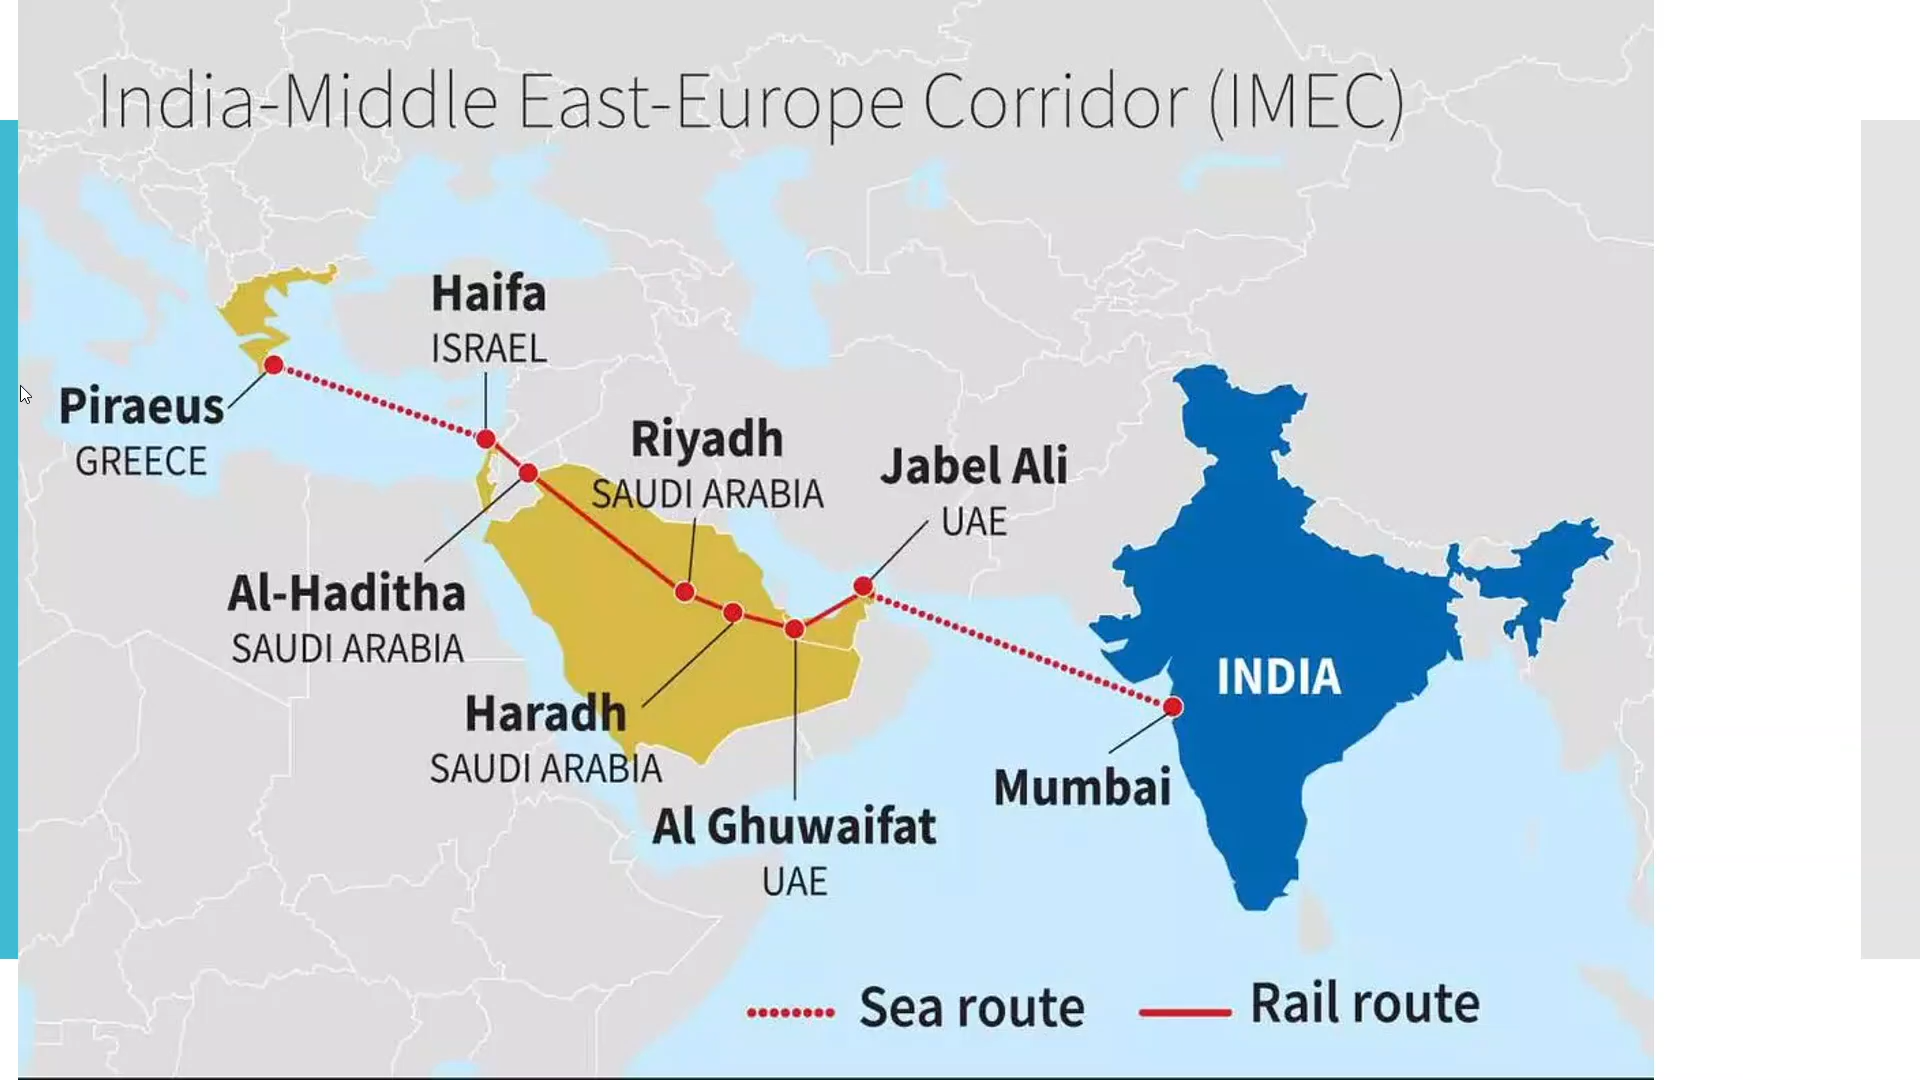 India-Middle East-Europe Corridor (IMEC)
Haifa
ISRAEL
Piraeus
GREECE
Riyadh
SAUDI ARABIA
Jabel Ali
UAE
Al-Haditha
SAUDI ARABIA
Haradh
SAUDI ARABIA
INDIA
Mumbai
Al Ghuwaifat
UAE
Sea route
Rail route